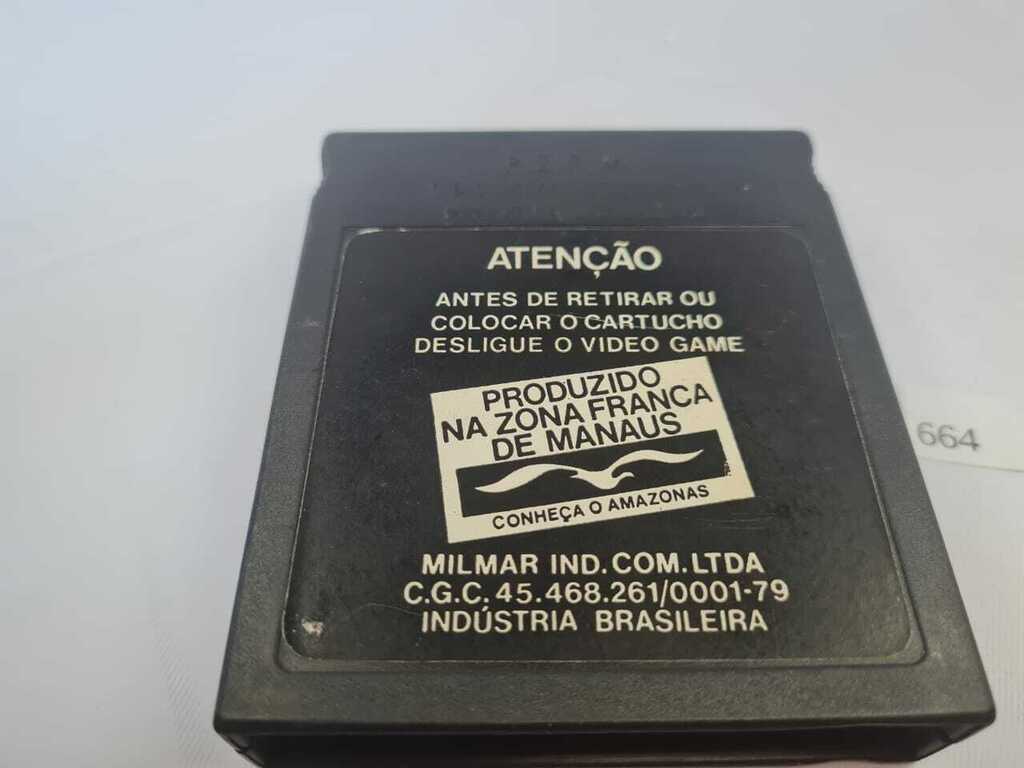 ATENÇÃO
ANTES DE RETIRAR OU
COLOCAR O CARTUCHO
DESLIGUE O VIDEO GAME
PRODUZIDO
NA ZONA FRANCA
DE MANAUS
CONHEÇA O AMAZONAS
MILMAR IND. COM. LTDA
C.G.C. 45.468.261/0001-79
INDÚSTRIA BRASILEIRA
664